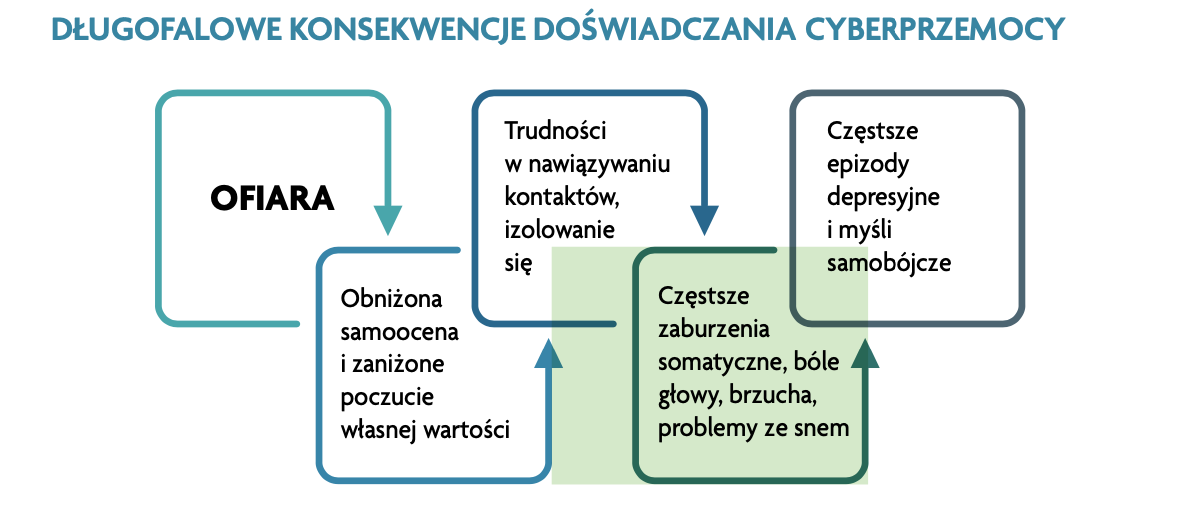 DŁUGOFALOWE KONSEKWENCJE DOŚWIADCZANIA CYBERPRZEMOCY
OFIARA
Obniżona
samoocena
i zaniżone
poczucie
własnej wartości
Trudności
w nawiązywaniu
kontaktów,
izolowanie
się
Częstsze
zaburzenia
somatyczne, bóle
głowy, brzucha,
problemy ze snem
Częstsze
epizody
depresyjne
i myśli
samobójcze